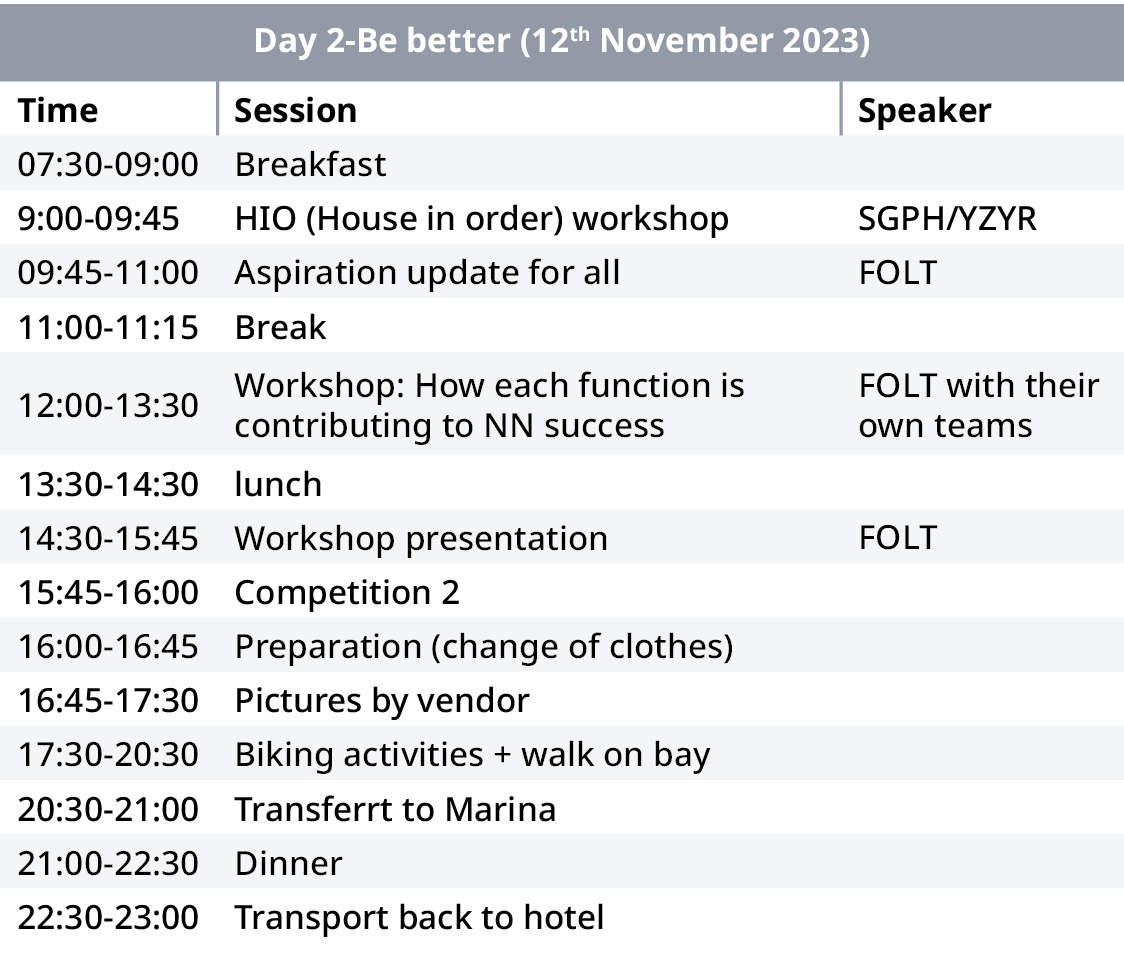 Day 2-Be better (12th November 2023)
Time Session Speaker
07:30-09:00 Breakfast
9:00-09:45 HIO (House in order) workshop SGPH/YZYR
09:45-11:00 Aspiration update for all FOLT
11:00-11:15 Break
12:00-13:30 Workshop: How each function is contributing to NN success FOLT with their own teams
13:30-14:30 lunch
14:30-15:45 Workshop presentation FOLT
15:45-16:00 Competition 2
16:00-16:45 Preparation (change of clothes)
16:45-17:30 Pictures by vendor
17:30-20:30 Biking activities + walk on bay
20:30-21:00 Transferrt to Marina
21:00-22:30 Dinner
22:30-23:00 Transport back to hotel